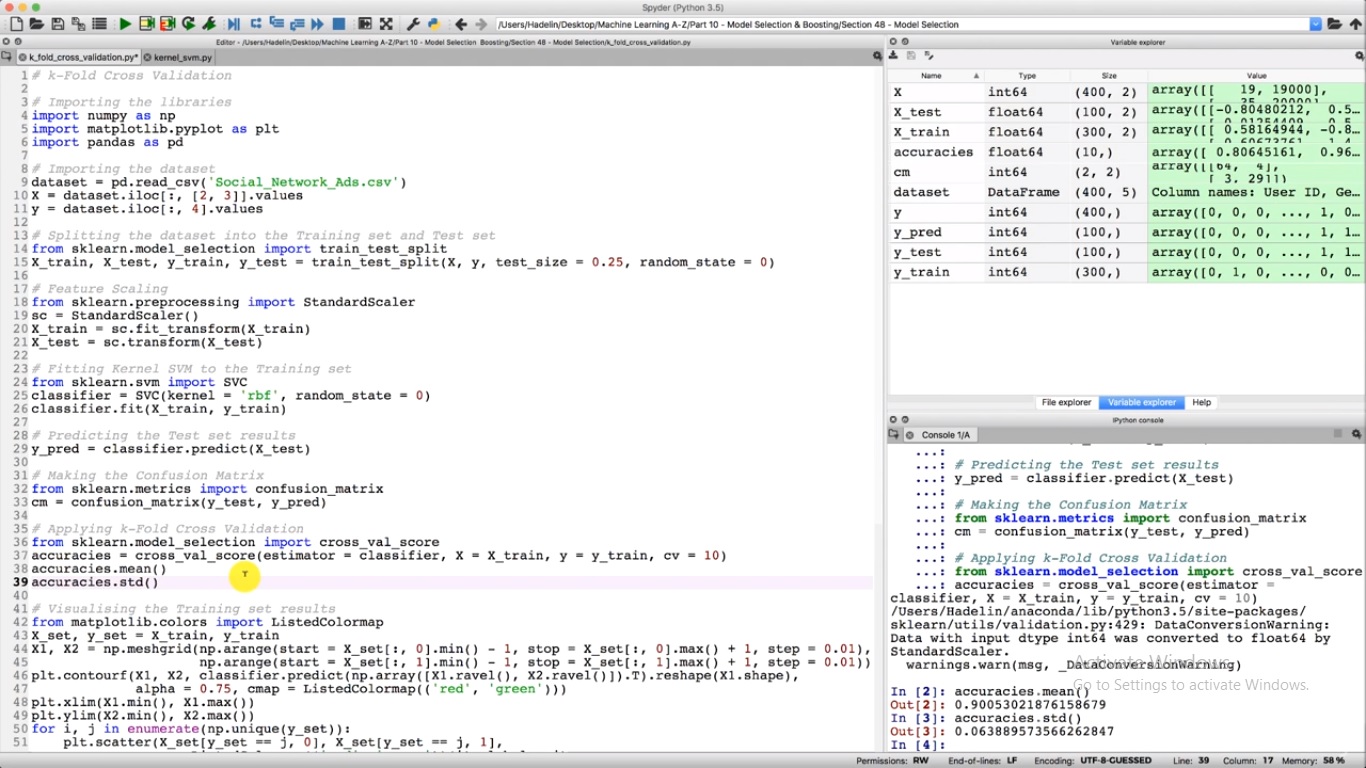 Spyder (Python 3.5)
/Users/Hadelin/Desktop/Machine Learning A-Z/Part 10 - Model Selection & Boosting/Section 48 - Model Selection
Editor - /Users/Hadelin/Desktop/Machine Learning A-Z/Part 10 - Model Selection Boosting/Section 48 - Model Selection/k_fold_cross_validation.py
k_fold_cross_validation.py* kernel_svm.py
1 # k-Fold Cross Validation
2
3 # Importing the libraries
4 import numpy as np
5 import matplotlib.pyplot as plt
6 import pandas as pd
7
8 # Importing the dataset
9 dataset = pd.read_csv('Social_Network_Ads.csv')
10 X = dataset.iloc[:, [2, 3]].values
11 y = dataset.iloc[:, 4].values
12
13 # Splitting the dataset into the Training set and Test set
14 from sklearn.model_selection import train_test_split
15 X_train, X_test, y_train, y_test = train_test_split(X, y, test_size = 0.25, random_state = 0)
16
17 # Feature Scaling
18 from sklearn.preprocessing import StandardScaler
19 sc = StandardScaler()
20 X_train = sc.fit_transform(X_train)
21 X_test = sc.transform(X_test)
22
23 # Fitting Kernel SVM to the Training set
24 from sklearn.svm import SVC
25 classifier = SVC(kernel = 'rbf', random_state = 0)
26 classifier.fit(X_train, y_train)
27
28 # Predicting the Test set results
29 y_pred = classifier.predict(X_test)
30
31 # Making the Confusion Matrix
32 from sklearn.metrics import confusion_matrix
33 cm = confusion_matrix(y_test, y_pred)
34
35 # Applying k-Fold Cross Validation
36 from sklearn.model_selection import cross_val_score
37 accuracies = cross_val_score(estimator = classifier, X = X_train, y = y_train, cv = 10)
38 accuracies.mean()
39 accuracies.std()
40
41 # Visualising the Training set results
42 from matplotlib.colors import ListedColormap
43 X_set, y_set = X_train, y_train
44 X1, X2 = np.meshgrid(np.arange(start = X_set[:, 0].min() - 1, stop = X_set[:, 0].max() + 1, step = 0.01),
45 np.arange(start = X_set[:, 1].min() - 1, stop = X_set[:, 1].max() + 1, step = 0.01))
46 plt.contourf(X1, X2, classifier.predict(np.array([X1.ravel(), X2.ravel()]).T).reshape(X1.shape),
47 alpha = 0.75, cmap = ListedColormap(('red', 'green')))
48 plt.xlim(X1.min(), X1.max())
49 plt.ylim(X2.min(), X2.max())
50 for i, j in enumerate(np.unique(y_set)):
51 plt.scatter(X_set[y_set == j, 0], X_set[y_set == j, 1],
Variable explorer
Name Type Size Value
X int64 (400, 2) array([[ 19, 19000],
X_test float64 (100, 2) array([[-0.80480212, 0.5...
X_train float64 (300, 2) array([[ 0.58164944, -0.8...
accuracies float64 (10,) array([ 0.80645161, 0.96...
cm int64 (2, 2) array([[64, 4],
[ 3, 29]])
dataset DataFrame (400, 5) Column names: User ID, Ge...
y int64 (400,) array([0, 0, 0, ..., 1, 0...
y_pred int64 (100,) array([0, 0, 0, ..., 1, 1...
y_test int64 (100,) array([0, 0, 0, ..., 1, 1...
y_train int64 (300,) array([0, 1, 0, ..., 0, 0...
File explorer Variable explorer Help
IPython console
Console 1/A
...:
...: # Predicting the Test set results
...: y_pred = classifier.predict(X_test)
...:
...: # Making the Confusion Matrix
...: from sklearn.metrics import confusion_matrix
...: cm = confusion_matrix(y_test, y_pred)
...:
...: # Applying k-Fold Cross Validation
...: from sklearn.model_selection import cross_val_score
...: accuracies = cross_val_score(estimator =
classifier, X = X_train, y = y_train, cv = 10)
/Users/Hadelin/anaconda/lib/python3.5/site-packages/
sklearn/utils/validation.py:429: DataConversionWarning:
Data with input dtype int64 was converted to float64 by
StandardScaler.
warnings.warn(msg, _DataConversionWarning)
Activate Windows
Go to Settings to activate Windows.
In [2]: accuracies.mean()
Out[2]: 0.90053021876158679
In [3]: accuracies.std()
Out[3]: 0.063889573566262847
In [4]:
Permissions: RW End-of-lines: LF Encoding: UTF-8-GUESSED Line: 39 Column: 17 Memory: 58 %